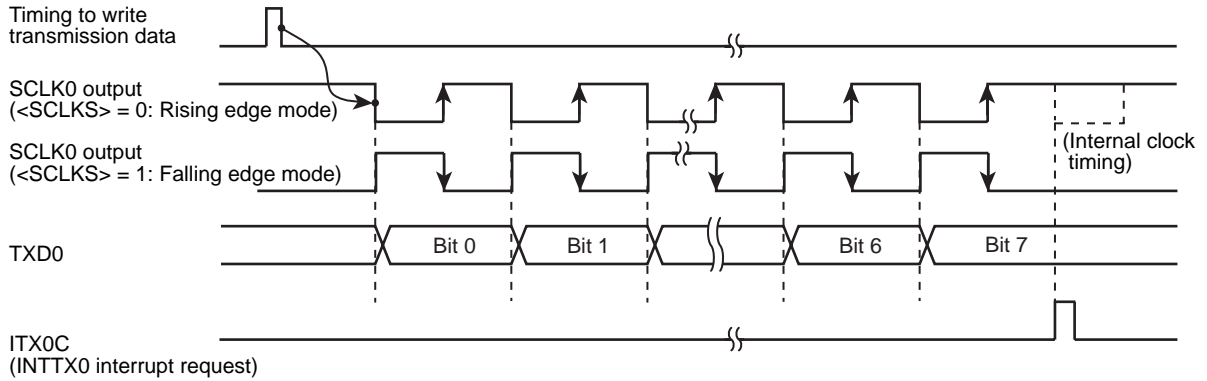 Timing to write
transmission data
SCLK0 output
(<SCLKS> = 0: Rising edge mode)
SCLK0 output
(<SCLKS> = 1: Falling edge mode)
(Internal clock
timing)
TXD0
Bit 0
Bit 1
Bit 6
Bit 7
ITX0C
(INTTX0 interrupt request)